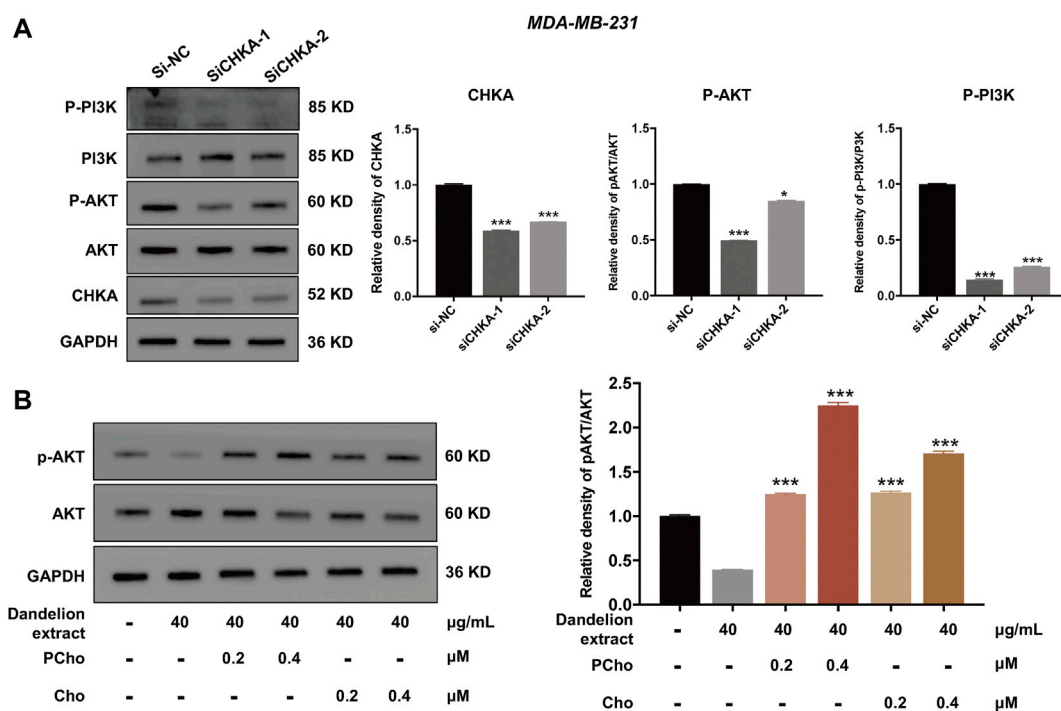 A
MDA-MB-231
Si-NC
SiCHKA-1
SiCHKA-2
P-PI3K
85 KD
PI3K
85 KD
P-AKT
60 KD
AKT
60 KD
CHKA
52 KD
GAPDH
36 KD
CHKA
Relative density of CHKA
1.5
1.0
0.5
0.0
***
***
si-NC
siCHKA-1
siCHKA-2
P-AKT
Relative density of pAKT/AKT
1.5
1.0
0.5
0.0
***
*
si-NC
siCHKA-1
siCHKA-2
P-PI3K
Relative density of p-PI3K/P3K
1.5
1.0
0.5
0.0
***
***
si-NC
siCHKA-1
siCHKA-2
B
p-AKT
60 KD
AKT
60 KD
GAPDH
36 KD
Dandelion
extract - 40 40 40 40 40 µg/mL
PCho - - 0.2 0.4 - - µM
Cho - - - - 0.2 0.4 µM
Relative density of pAKT/AKT
2.5
2.0
1.5
1.0
0.5
0.0
***
***
***
***
Dandelion
extract - 40 40 40 40 40 µg/mL
PCho - - 0.2 0.4 - - µM
Cho - - - - 0.2 0.4 µM